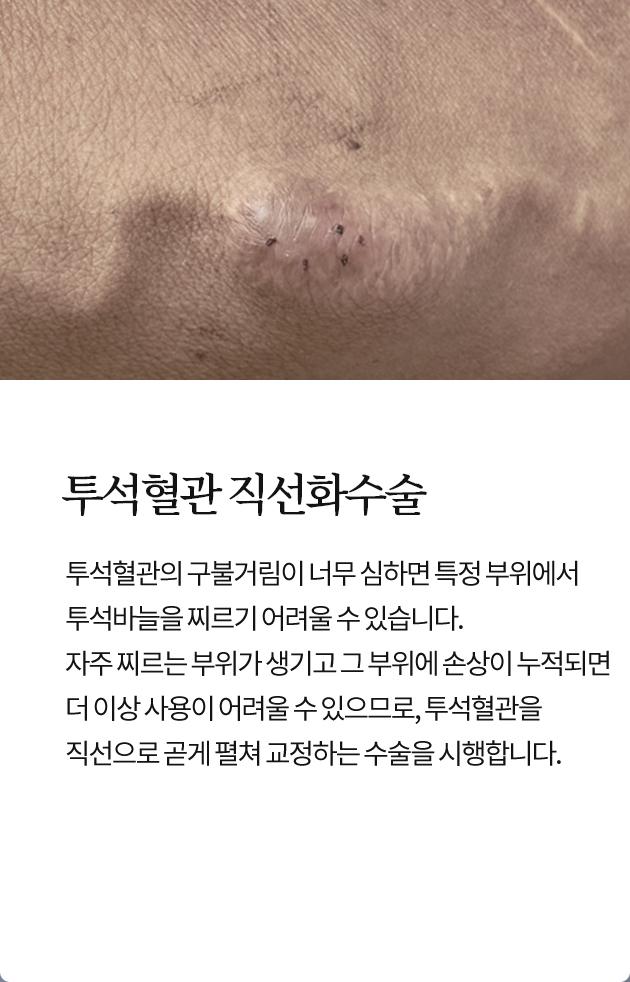 투석혈관 직선화수술
투석혈관의 구불거림이 너무 심하면 특정 부위에서
투석바늘을 찌르기 어려울 수 있습니다.
자주 찌르는 부위가 생기고 그 부위에 손상이 누적되면
더 이상 사용이 어려울 수 있으므로, 투석혈관을
직선으로 곧게 펼쳐 교정하는 수술을 시행합니다.